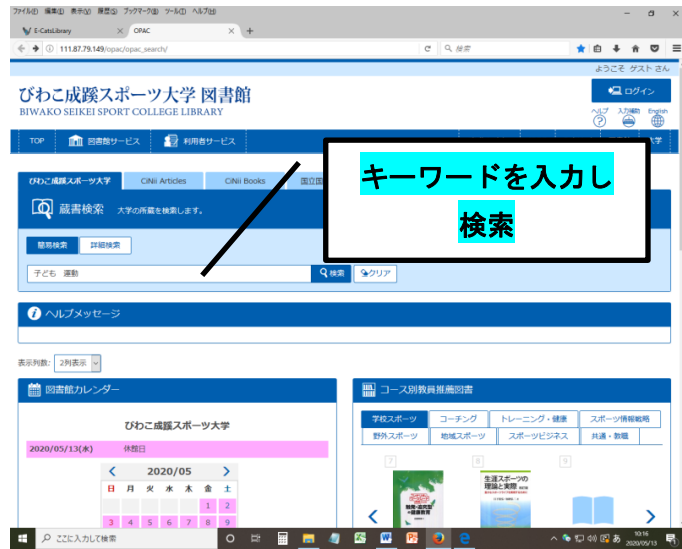 ファイル(F) 編集(E) 表示(V) 履歴(S) ブックマーク(B) ツール(T) ヘルプ(H)
E-CatsLibrary
OPAC
111.87.79.149/opac/opac_search/
検索
ようこそ ゲスト さん
びわこ成蹊スポーツ大学 図書館
BIWAKO SEIKEI SPORT COLLEGE LIBRARY
ログイン
ヘルプ 入力補助 English
TOP 図書館サービス 利用者サービス
大学
キーワードを入力し
検索
びわこ成蹊スポーツ大学 CiNii Articles CiNii Books 国立国
蔵書検索 大学の所蔵を検索します。
簡易検索 詳細検索
子ども 運動
検索 クリア
ヘルプメッセージ
表示列数: 2列表示
図書館カレンダー
びわこ成蹊スポーツ大学
2020/05/13(水) 休館日
2020/05
日 月 火 水 木 金 土
1 2
3 4 5 6 7 8 9
コース別教員推薦図書
学校スポーツ コーチング トレーニング・健康 スポーツ情報戦略
野外スポーツ 地域スポーツ スポーツビジネス 共通・教職
7 8 9
生涯スポーツの
理論と実際
ここに入力して検索
あ
10:16
2020/05/13